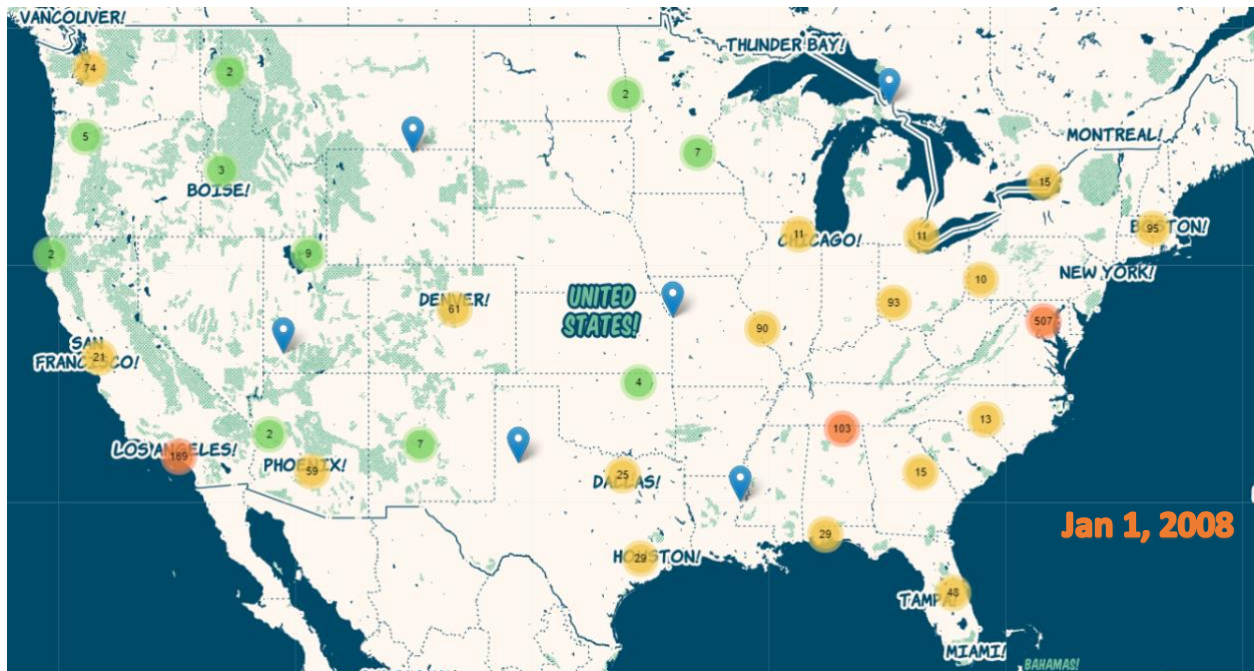 VANCOUVER!
THUNDER BAY!
74
2
2
5
MONTREAL!
7
3
BOISE!
15
BOSTON!
95
11
CHICAGO!
11
2
9
NEW YORK!
10
DENVER!
61
UNITED
STATES!
93
507
90
SAN
FRANCISCO!
21
4
103
13
2
7
LOS ANGELES!
169
PHOENIX!
59
25
DALLAS!
15
Jan 1, 2008
29
HOUSTON!
29
TAMPA!
48
MIAMI!
BAHAMAS!